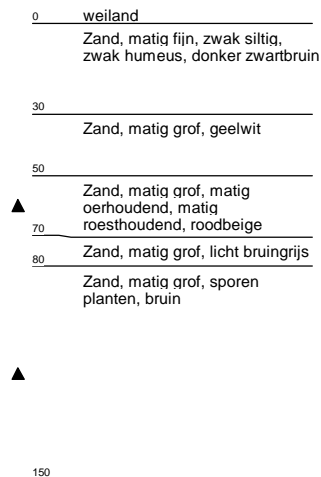 0 weiland
Zand, matig fijn, zwak siltig,
zwak humeus, donker zwartbruin
30
Zand, matig grof, geelwit
50
Zand, matig grof, matig
oerhoudend, matig
roesthoudend, roodbeige
70
Zand, matig grof, licht bruingrijs
80
Zand, matig grof, sporen
planten, bruin
150